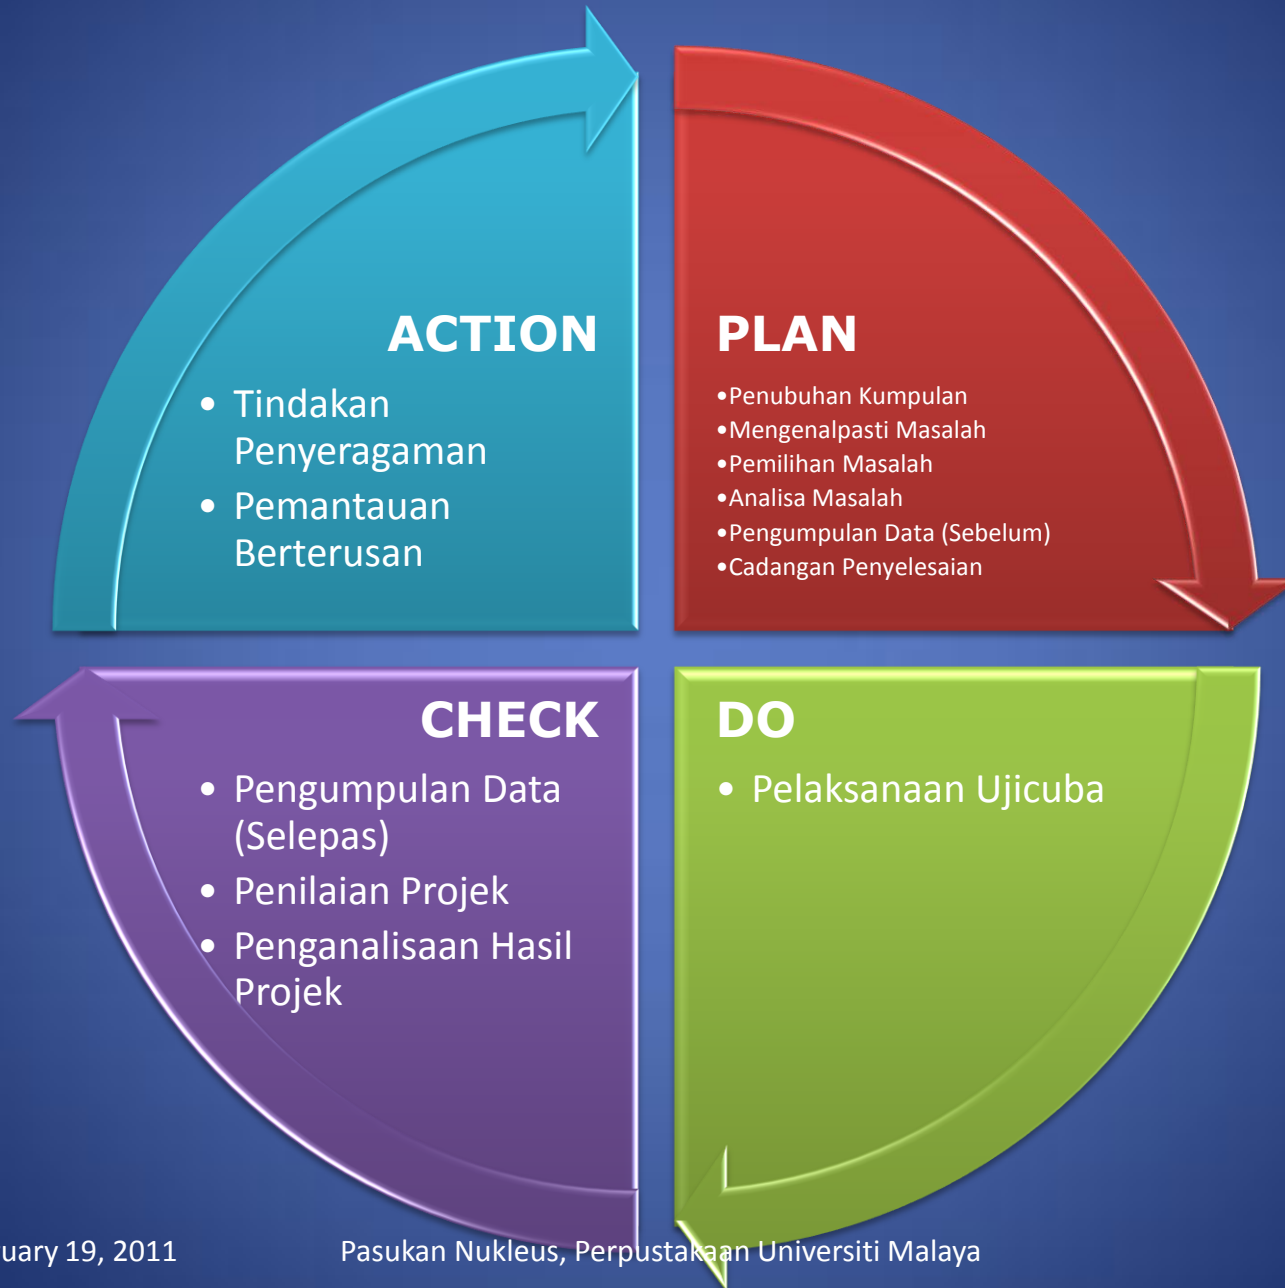 ACTION
• Tindakan
Penyeragaman
• Pemantauan
Berterusan
PLAN
•Penubuhan Kumpulan
•Mengenalpasti Masalah
•Pemilihan Masalah
•Analisa Masalah
•Pengumpulan Data (Sebelum)
•Cadangan Penyelesaian
CHECK
• Pengumpulan Data
(Selepas)
• Penilaian Projek
• Penganalisaan Hasil
Projek
DO
• Pelaksanaan Ujicuba
uary 19, 2011
Pasukan Nukleus, Perpustakaan Universiti Malaya